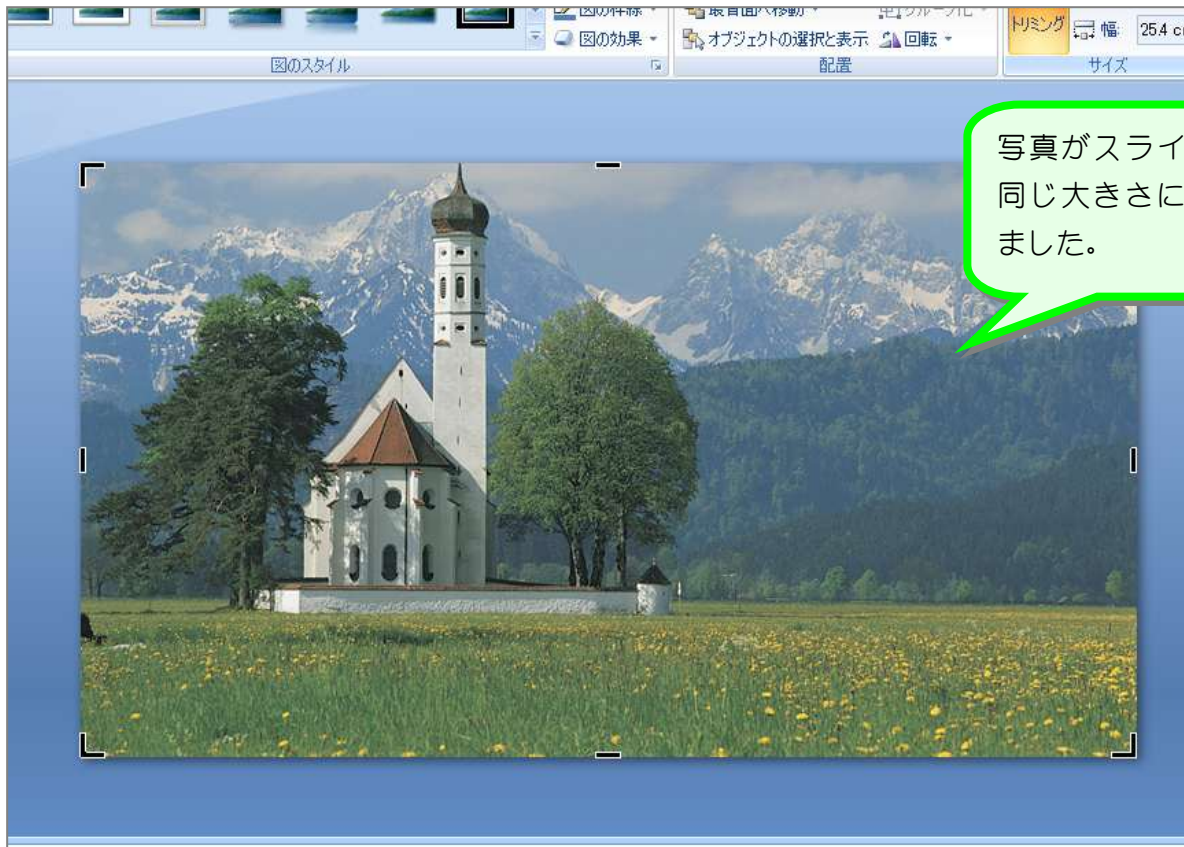 図の効果
オブジェクトの選択と表示
回転
トリミング
幅:
25.4 c
図のスタイル
配置
サイズ
写真がスライ
同じ大きさに
ました。